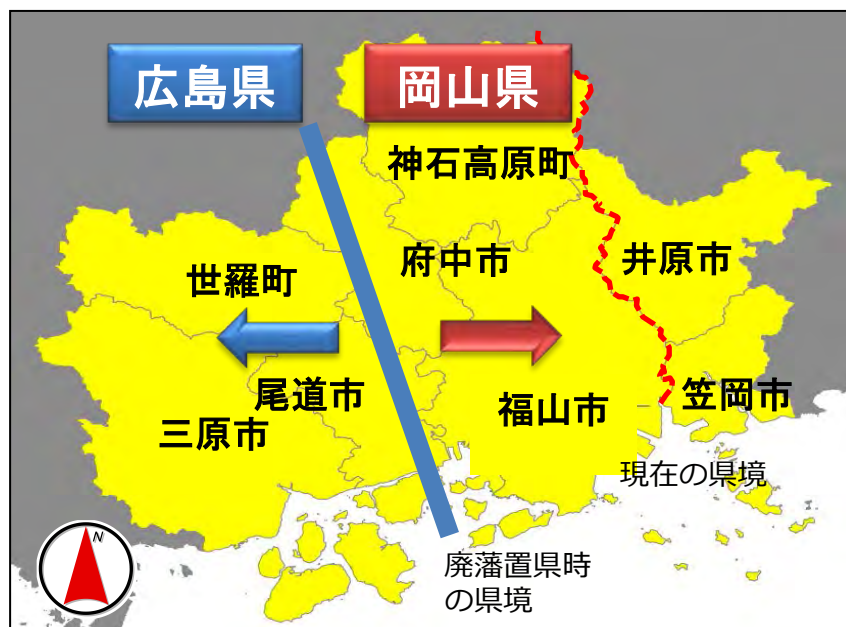 広島県
岡山県
神石高原町
府中市
井原市
世羅町
尾道市
三原市
福山市
笠岡市
現在の県境
廃藩置県時
の県境
N